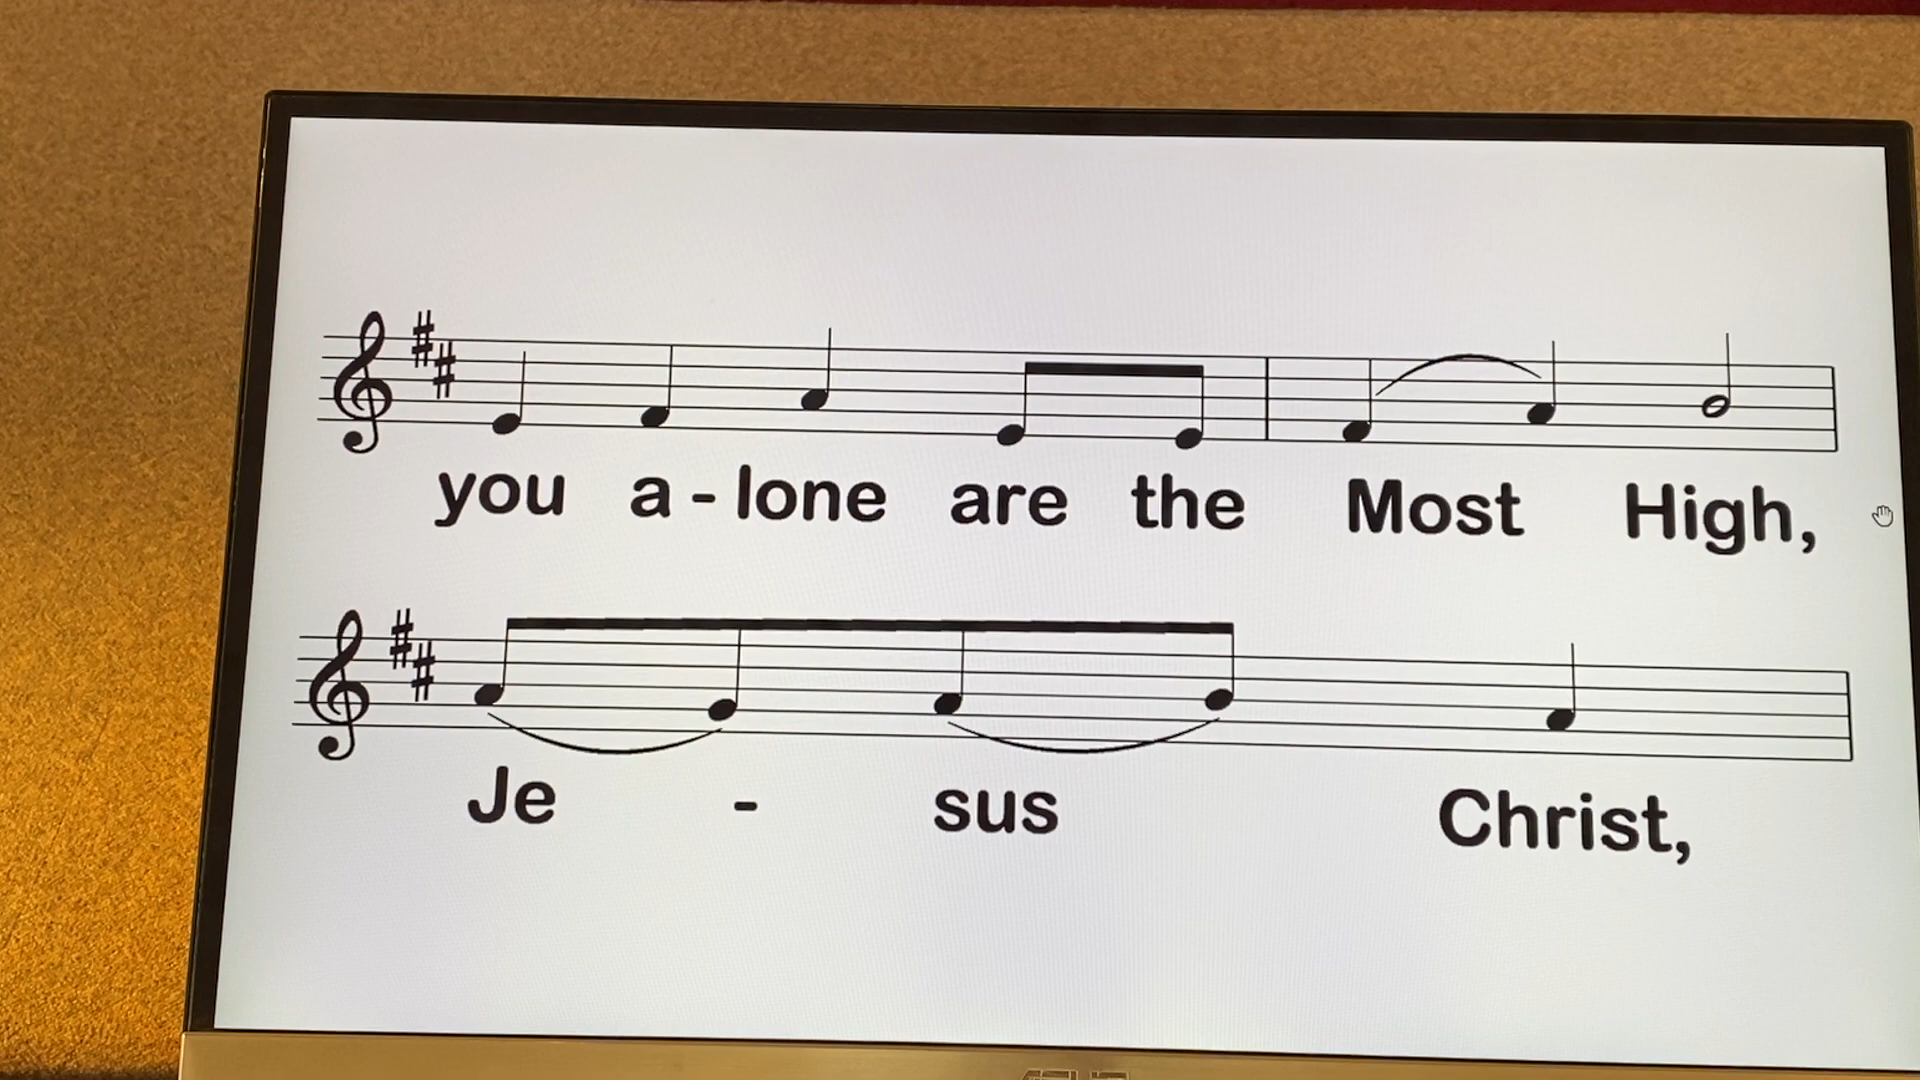 you a - lone are the Most High,
Je - sus Christ,